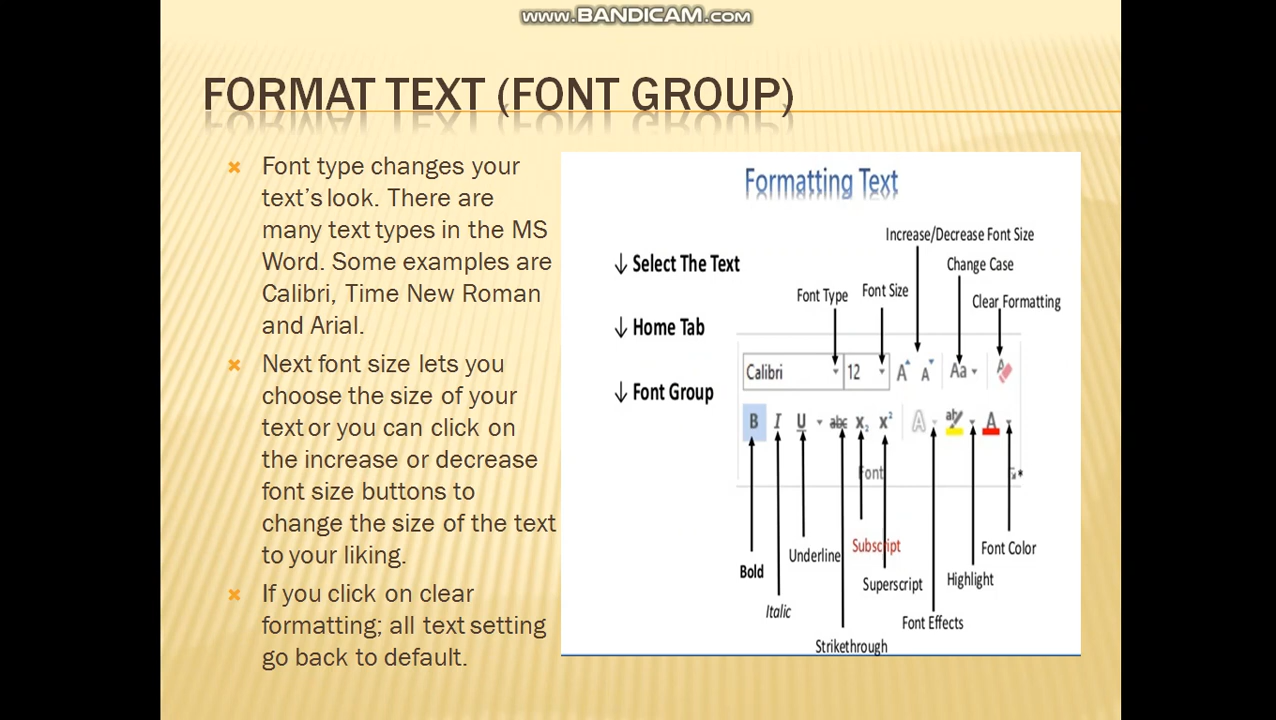 www.BANDICAM.com
FORMAT TEXT (FONT GROUP)
Font type changes your
text's look. There are
many text types in the MS
Word. Some examples are
Calibri, Time New Roman
and Arial.
Next font size lets you
choose the size of your
text or you can click on
the increase or decrease
font size buttons to
change the size of the text
to your liking.
If you click on clear
formatting; all text setting
go back to default.
Formatting Text
↓ Select The Text
↓ Home Tab
↓ Font Group
Increase/Decrease Font Size
Change Case
Font Type
Font Size
Clear Formatting
Calibri 12 A A Aa A
B I U abc X₂ X² A ab A
Font
Bold
Italic
Underline
Strikethrough
Subscript
Superscript
Font Effects
Highlight
Font Color